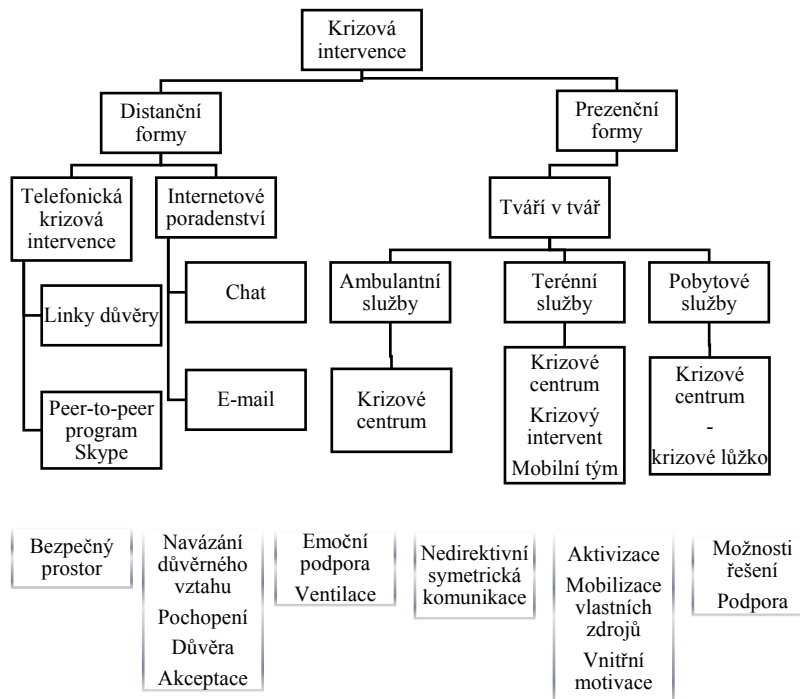 Krizová
intervence
Distanční
formy
Prezenční
formy
Telefonická
krizová
intervence
Internetové
poradenství
Tváří v tvář
Linky důvěry
Chat
Peer-to-peer
program
Skype
E-mail
Ambulantní
služby
Terénní
služby
Pobytové
služby
Krizové
centrum
Krizové
centrum
Krizový
intervent
Mobilní tým
Krizové
centrum
-
krizové lůžko
Bezpečný
prostor
Navázání
důvěrného
vztahu
Pochopení
Důvěra
Akceptace
Emoční
podpora
Ventilace
Nedirektivní
symetrická
komunikace
Aktivizace
Mobilizace
vlastních
zdrojů
Vnitřní
motivace
Možnosti
řešení
Podpora